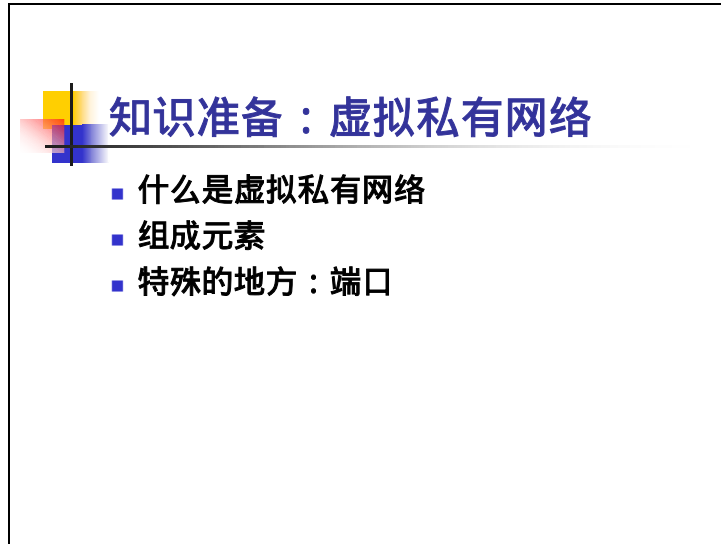 知识准备：虚拟私有网络
什么是虚拟私有网络
组成元素
特殊的地方：端口